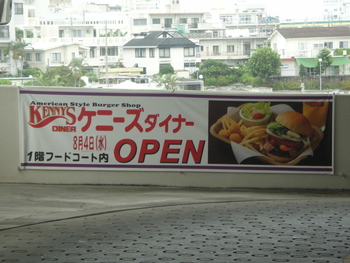 American Style Burger Shop
KENNY'S DINER ケニーズダイナー
8月4日(水)
1階フードコート内 OPEN